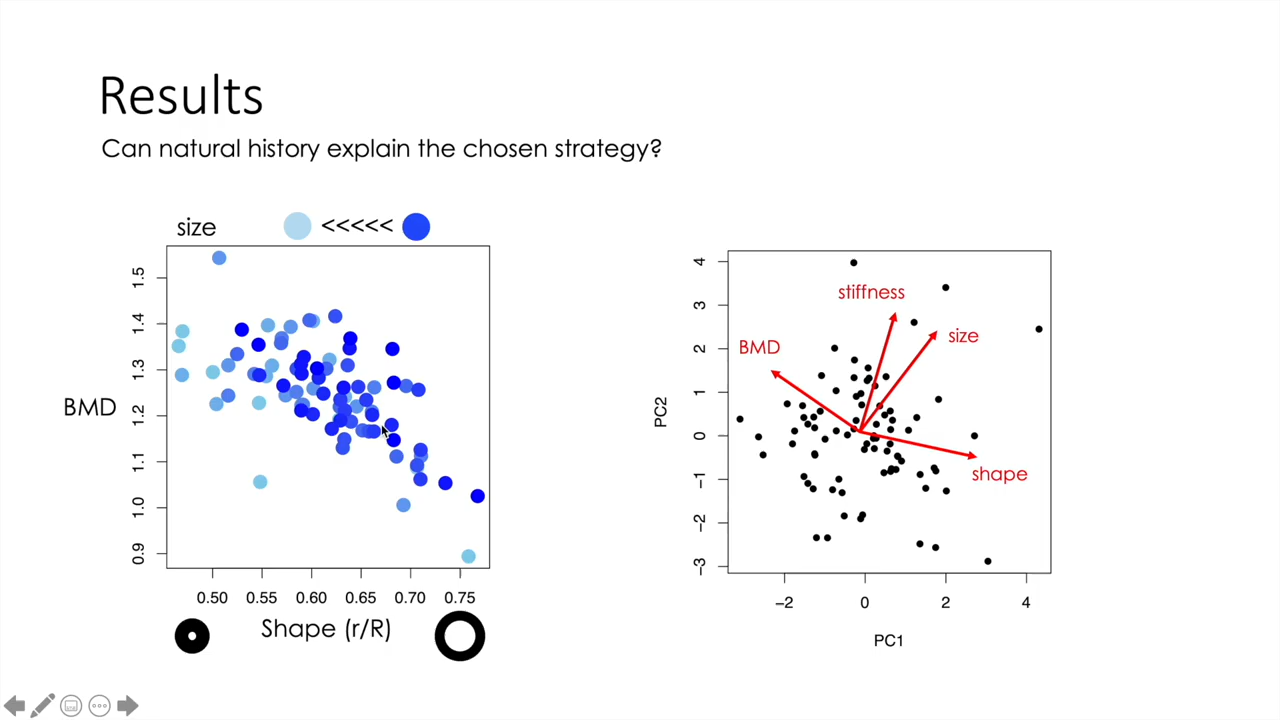 Results
Can natural history explain the chosen strategy?
size <<<<<
BMD
1.5
1.4
1.3
1.2
1.1
1.0
0.9
0.50 0.55 0.60 0.65 0.70 0.75
Shape (r/R)
PC2
4
3
2
1
0
−1
−2
−3
stiffness
size
BMD
shape
−2 0 2 4
PC1